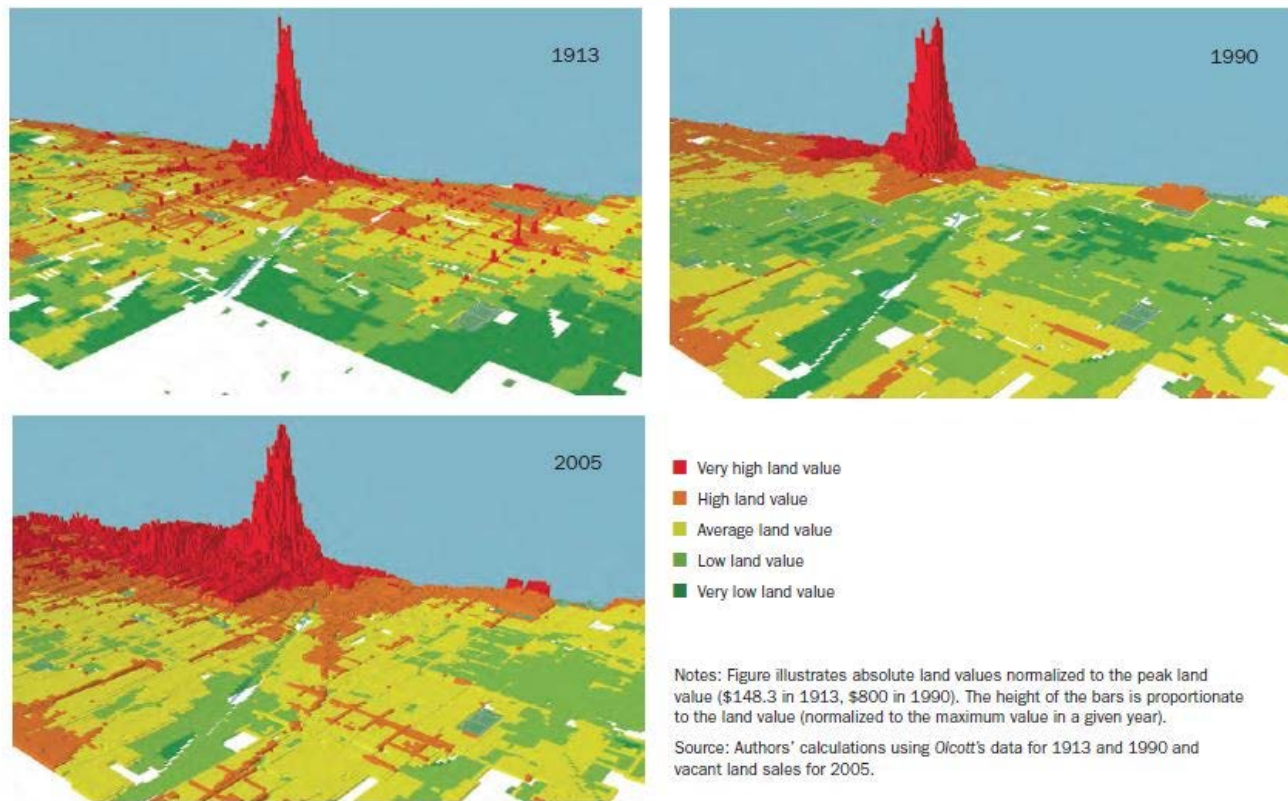 1913
1990
2005
Very high land value
High land value
Average land value
Low land value
Very low land value
Notes: Figure illustrates absolute land values normalized to the peak land
value ($148.3 in 1913, $800 in 1990). The height of the bars is proportionate
to the land value (normalized to the maximum value in a given year).
Source: Authors' calculations using Olcott's data for 1913 and 1990 and
vacant land sales for 2005.